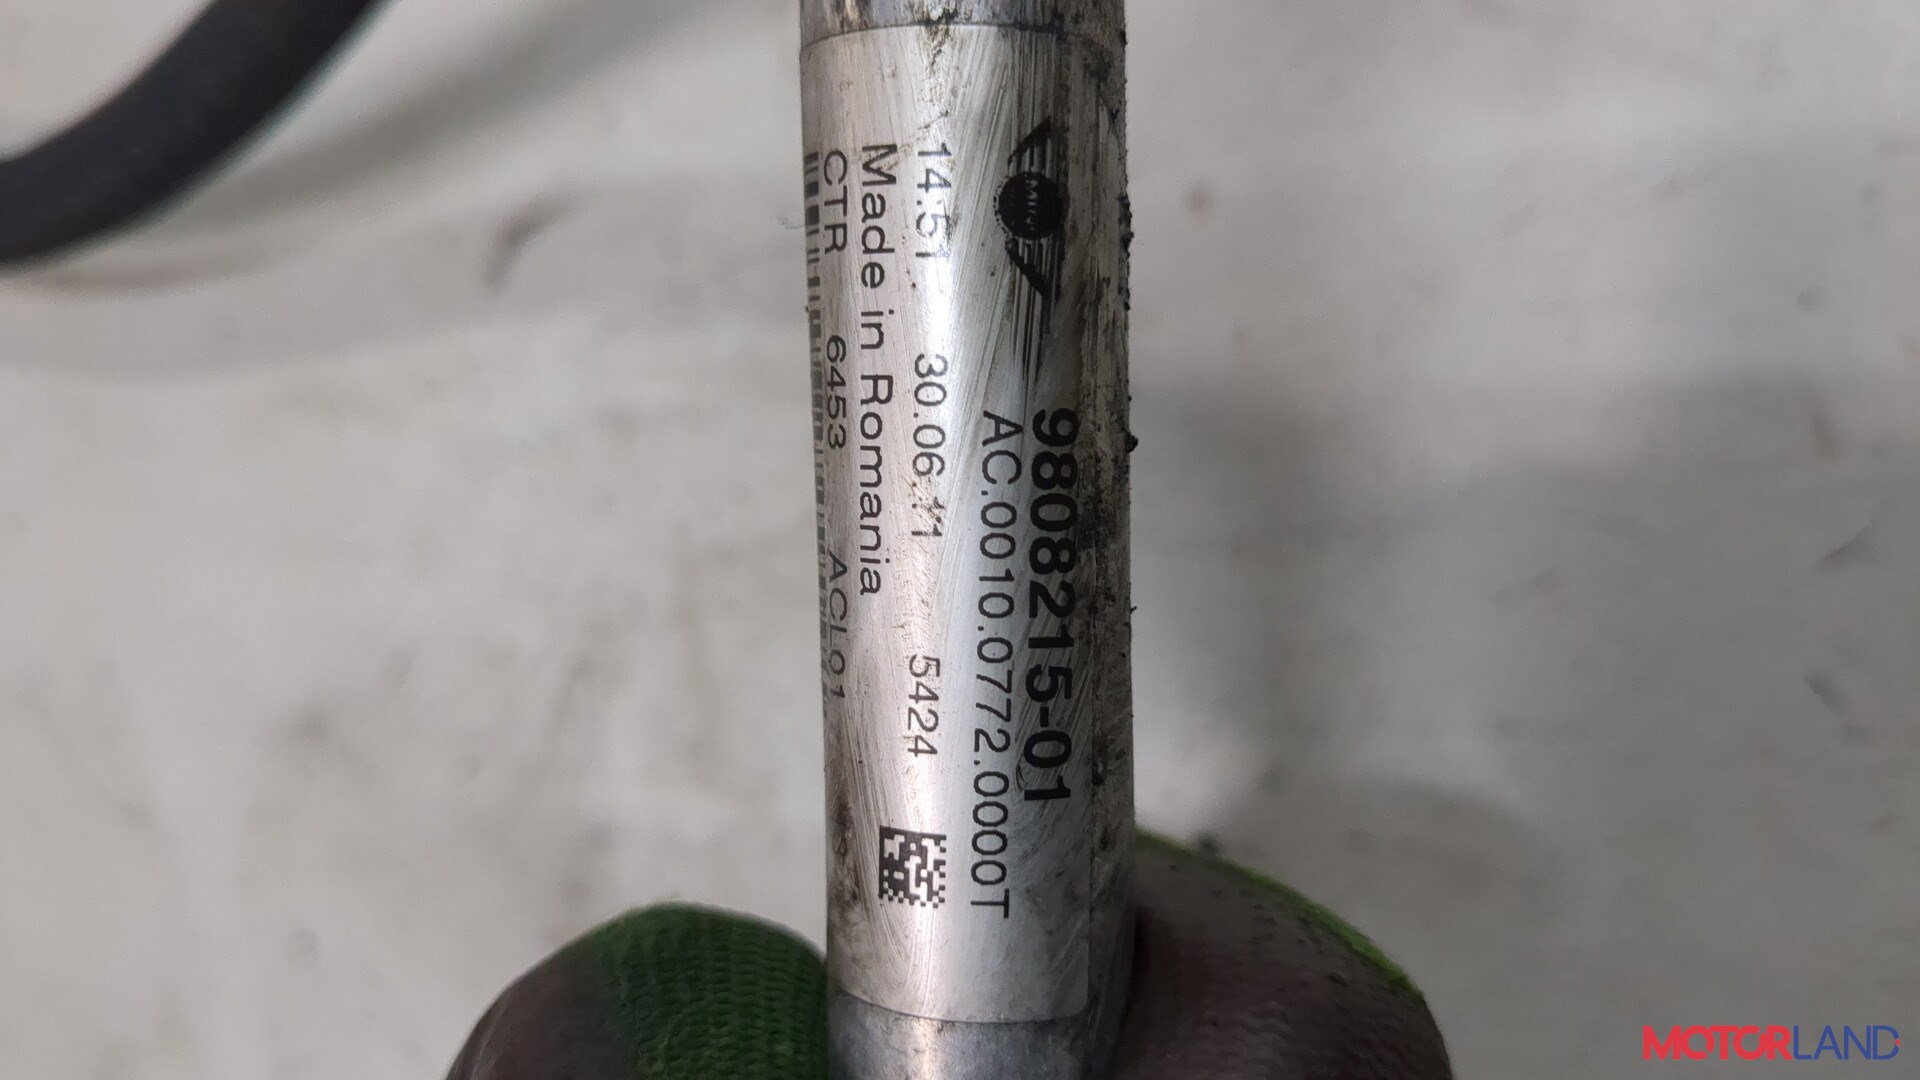 MINI
9808215-01
AC.0010.0772.0000T
14:51 30.06.11 5424
Made in Romania
CTR 6453 ACL01
MOTORLAND